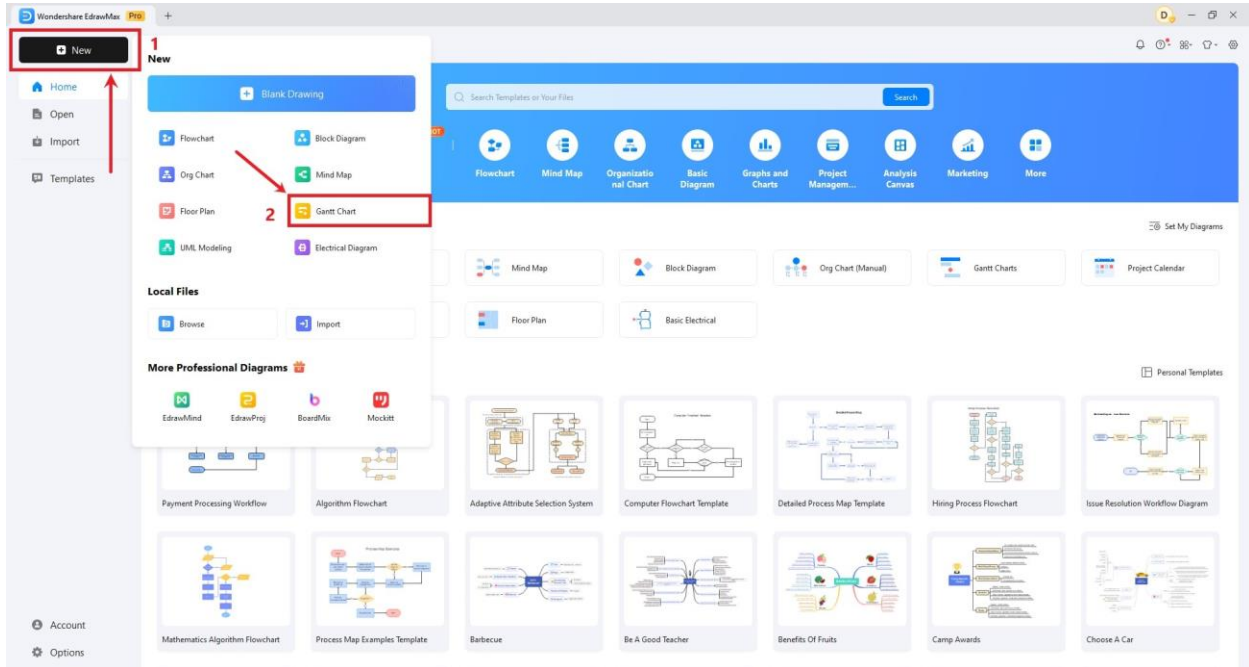 Wondershare EdrawMax Pro
D
New
1
Home
Open
Import
Templates
Account
Options
New
Blank Drawing
Flowchart
Block Diagram
Org Chart
Mind Map
Floor Plan
2
Gantt Chart
UML Modeling
Electrical Diagram
Local Files
Browse
Import
More Professional Diagrams
EdrawMind
EdrawProj
BoardMix
Mockitt
Search Templates or Your Files
Search
OT
Flowchart
Mind Map
Organizatio
nal Chart
Basic
Diagram
Graphs and
Charts
Project
Managem...
Analysis
Canvas
Marketing
More
Set My Diagrams
Mind Map
Block Diagram
Org Chart (Manual)
Gantt Charts
Project Calendar
Floor Plan
Basic Electrical
Personal Templates
Payment Processing Workflow
Algorithm Flowchart
Adaptive Attribute Selection System
Computer Flowchart Template
Detailed Process Map Template
Hiring Process Flowchart
Issue Resolution Workflow Diagram
Mathematics Algorithm Flowchart
Process Map Examples Template
Barbecue
Be A Good Teacher
Benefits Of Fruits
Camp Awards
Choose A Car